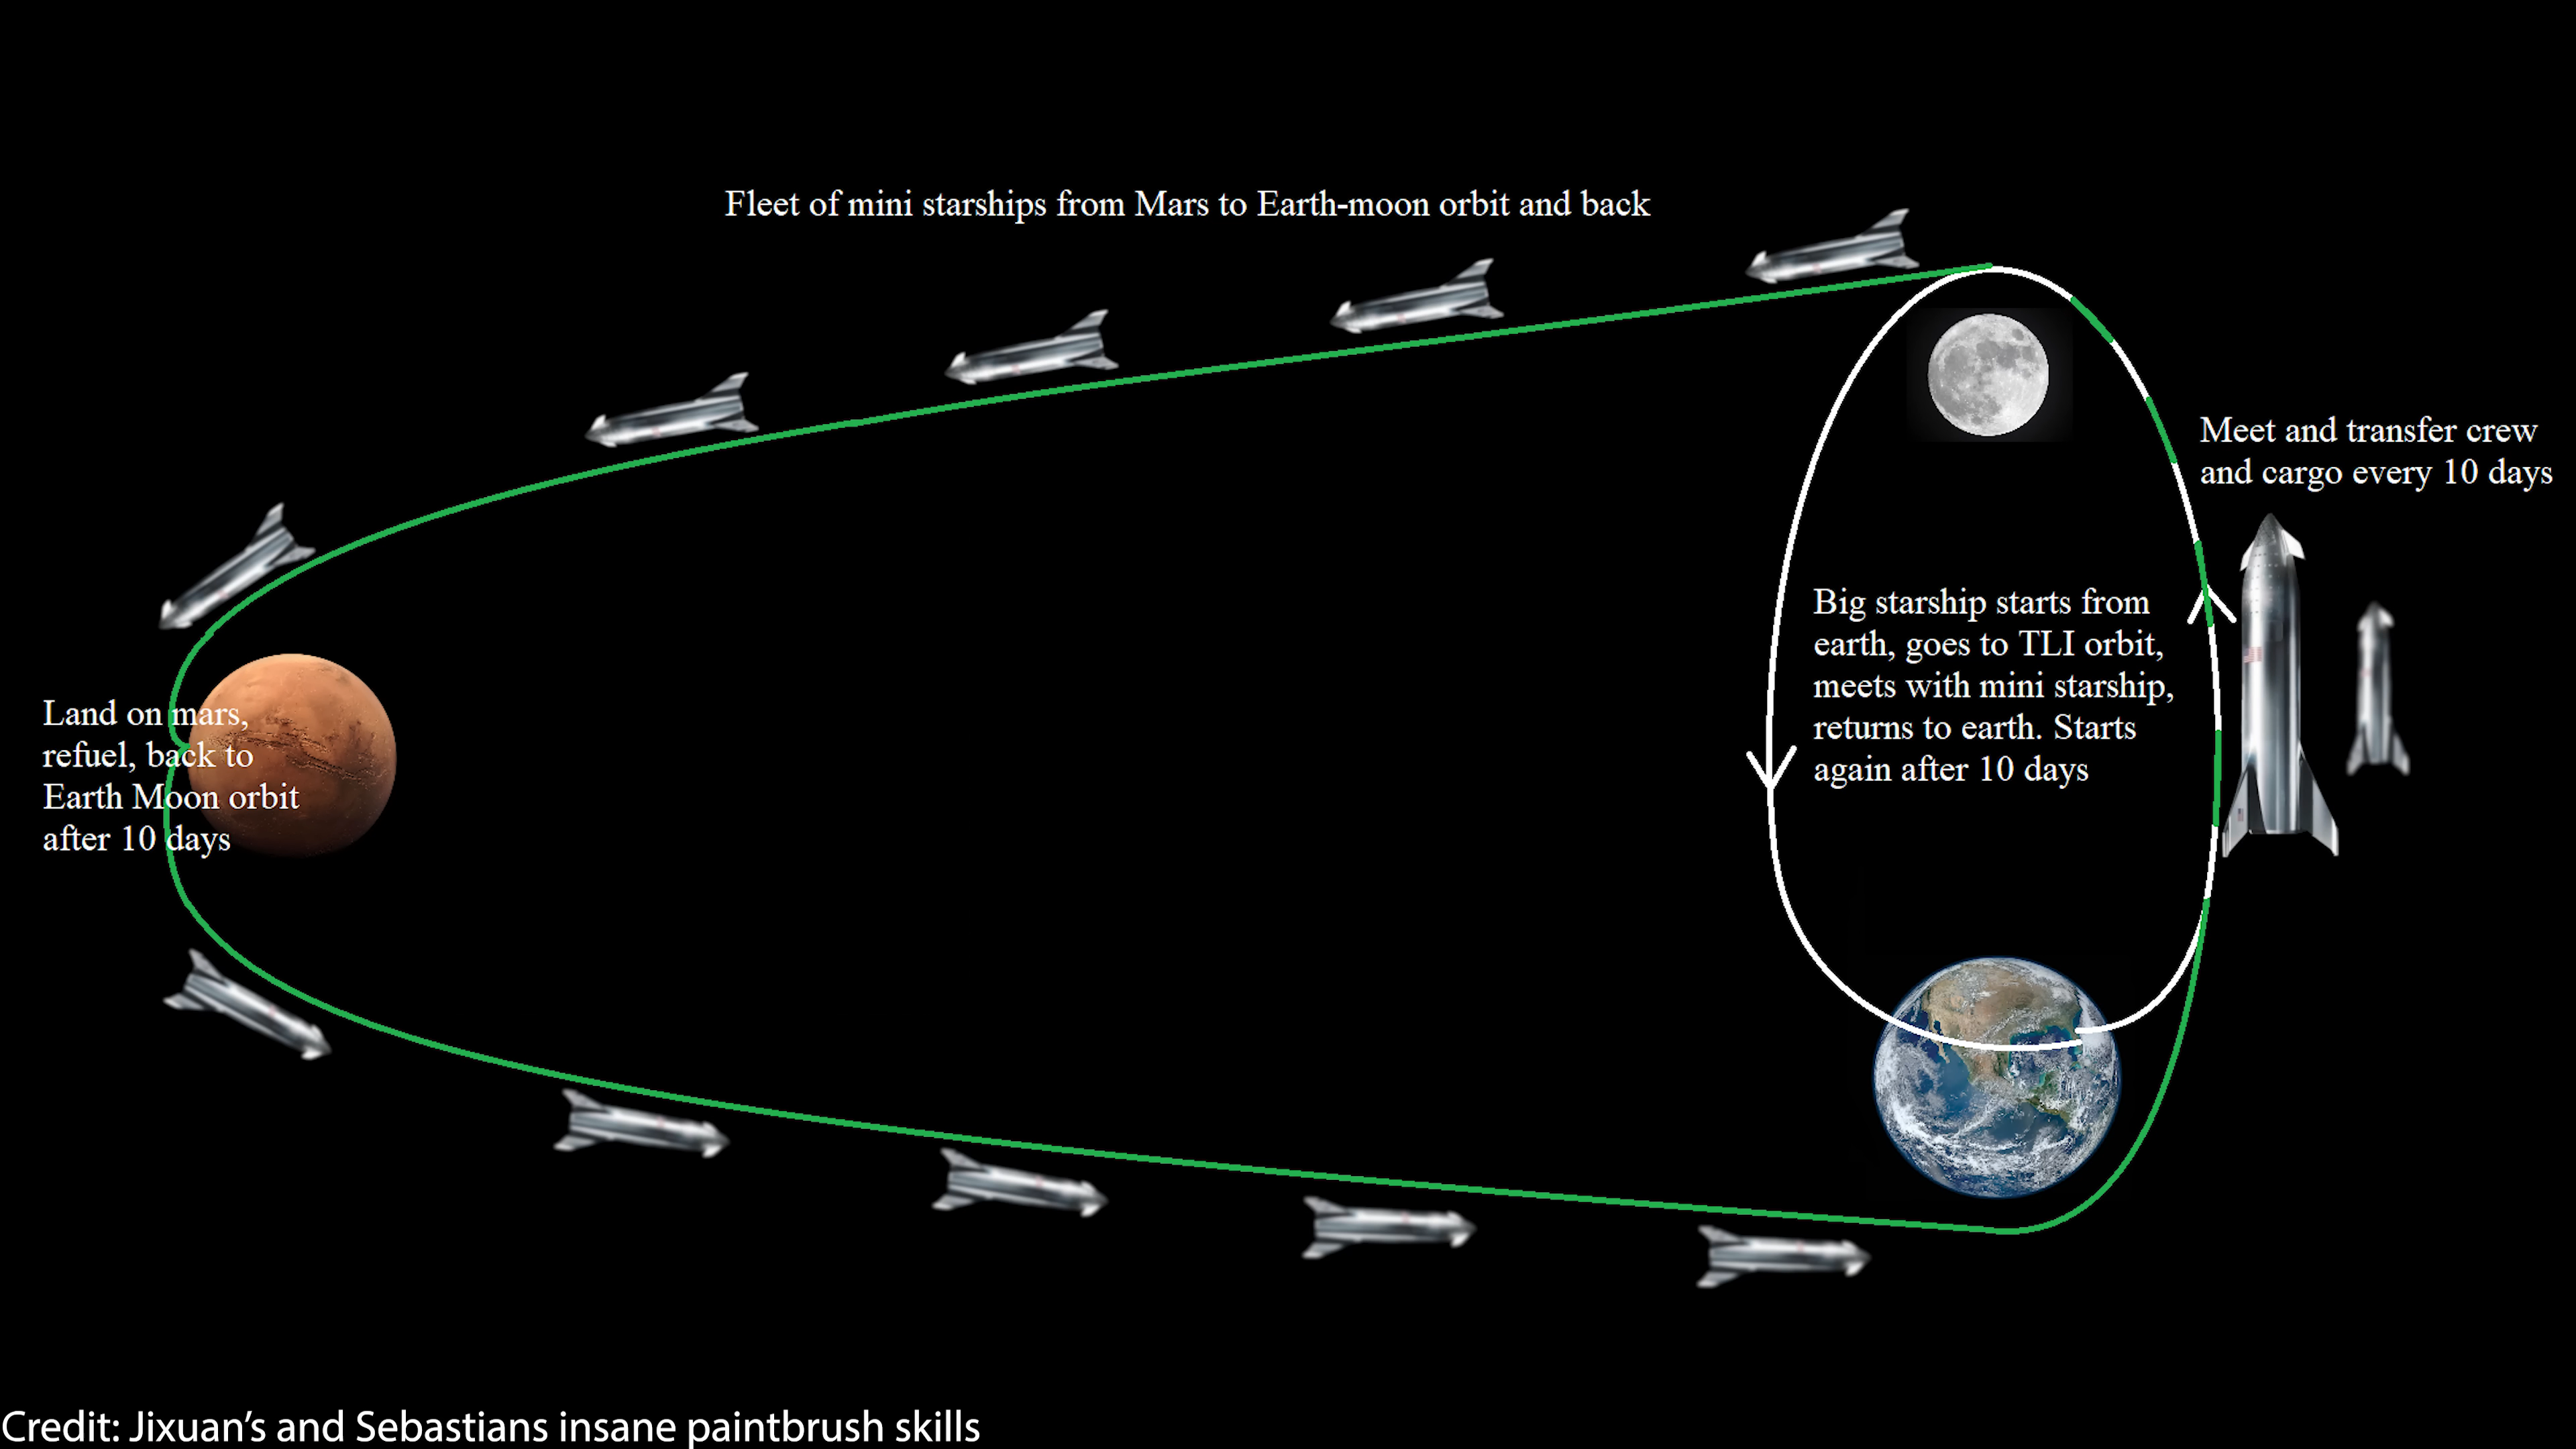 Fleet of mini starships from Mars to Earth-moon orbit and back
Meet and transfer crew
and cargo every 10 days
Big starship starts from
earth, goes to TLI orbit,
meets with mini starship,
returns to earth. Starts
again after 10 days
Land on mars,
refuel, back to
Earth Moon orbit
after 10 days
Credit: Jixuan’s and Sebastians insane paintbrush skills